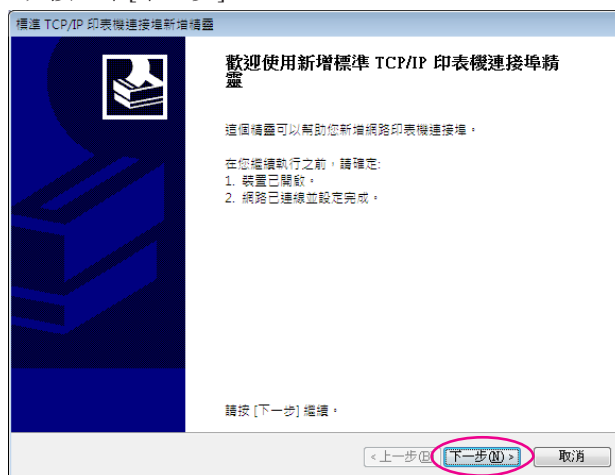 標準 TCP/IP 印表機連接埠新增精靈
歡迎使用新增標準 TCP/IP 印表機連接埠精
靈
這個精靈可以幫助您新增網路印表機連接埠。
在您繼續執行之前，請確定:
1. 裝置已開啟。
2. 網路已連線並設定完成。
請按 [下一步] 繼續。
<上一步(B) 下一步(N) > 取消